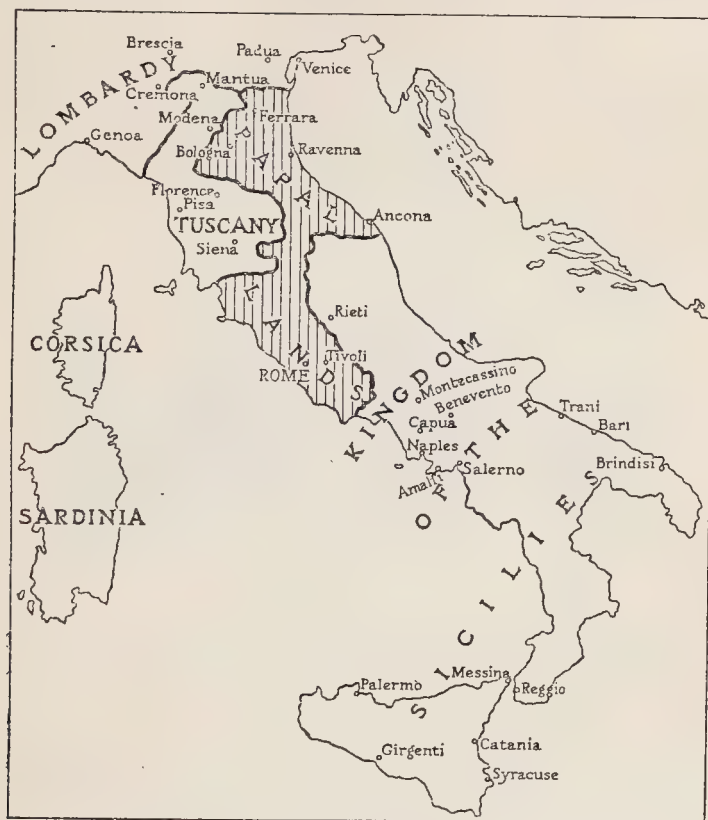 Brescia
Padua
Venice
LOMBARDY
Mantua
Cremona
Modena
Ferrara
Genoa
Bologna
Ravenna
PAPAL
LANDS
Florence
Pisa
Ancona
TUSCANY
Siena
Rieti
CORSICA
Tivoli
ROME
KINGDOM
OF THE
SICILIES
Montecassino
Benevento
Trani
Capua
Bari
Naples
Salerno
Brindisi
Amalfi
SARDINIA
Messina
Palermo
Reggio
Catania
Girgenti
Syracuse